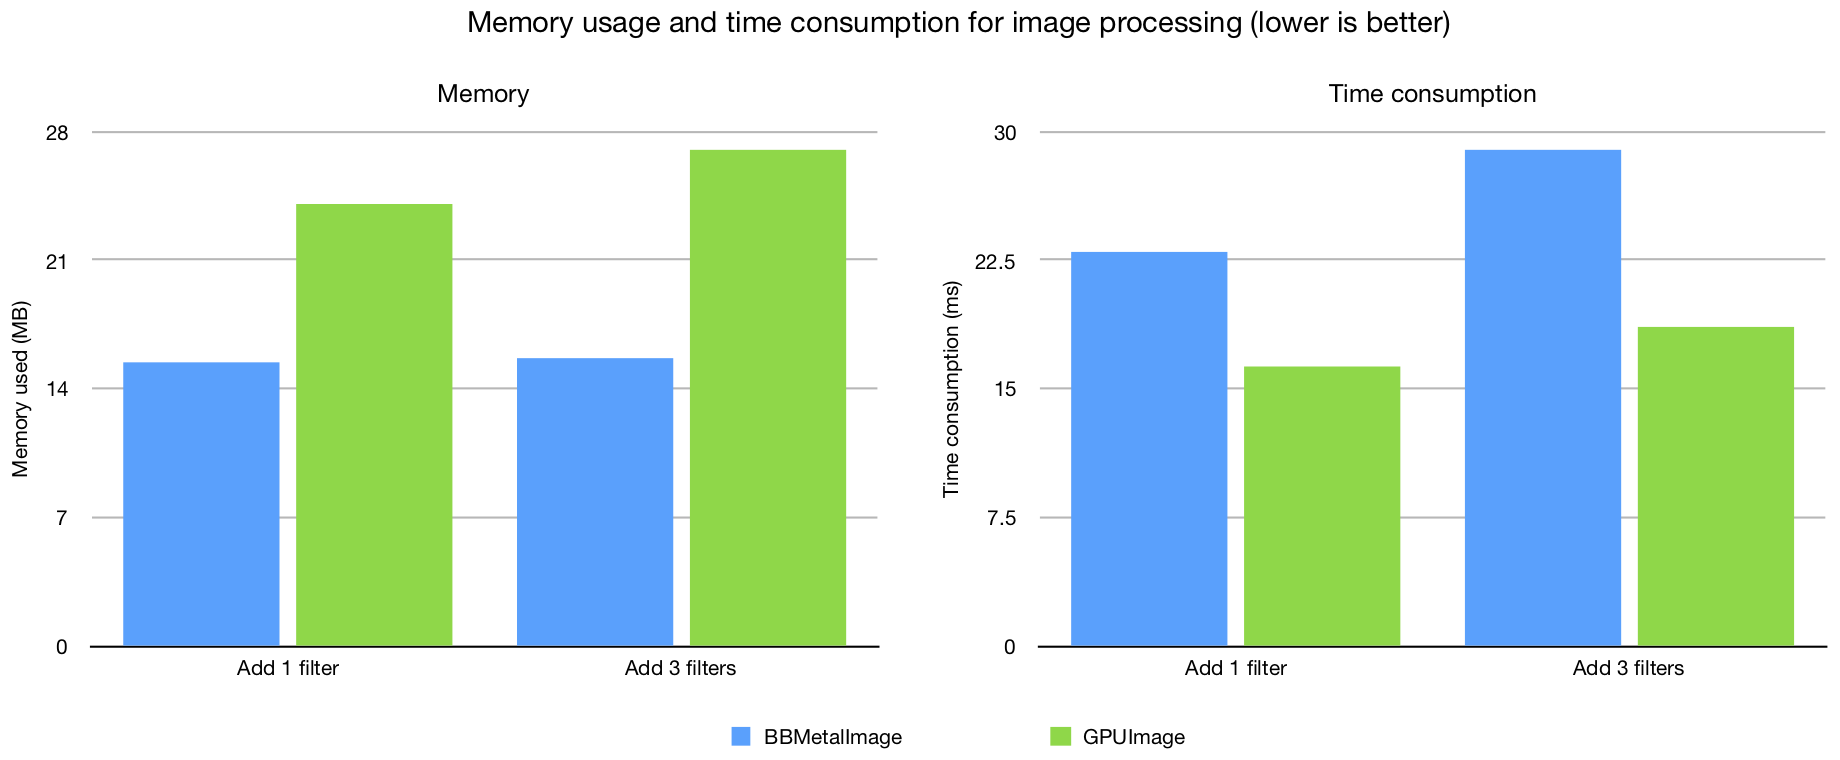 Memory usage and time consumption for image processing (lower is better)
Memory
28
21
14
7
0
Memory used (MB)
Add 1 filter
Add 3 filters
Time consumption
30
22.5
15
7.5
0
Time consumption (ms)
Add 1 filter
Add 3 filters
BBMetalImage
GPUImage